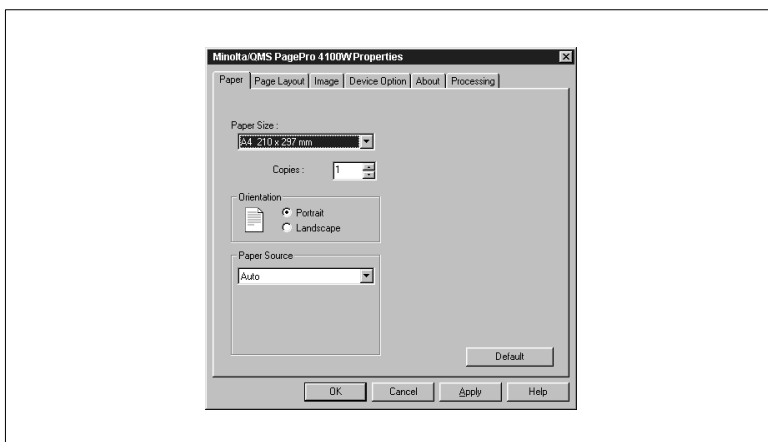 Minolta/QMS PagePro 4100W Properties
Paper Page Layout Image Device Option About Processing
Paper Size :
A4 210 x 297 mm
Copies : 1
Orientation
Portrait
Landscape
Paper Source
Auto
Default
OK Cancel Apply Help